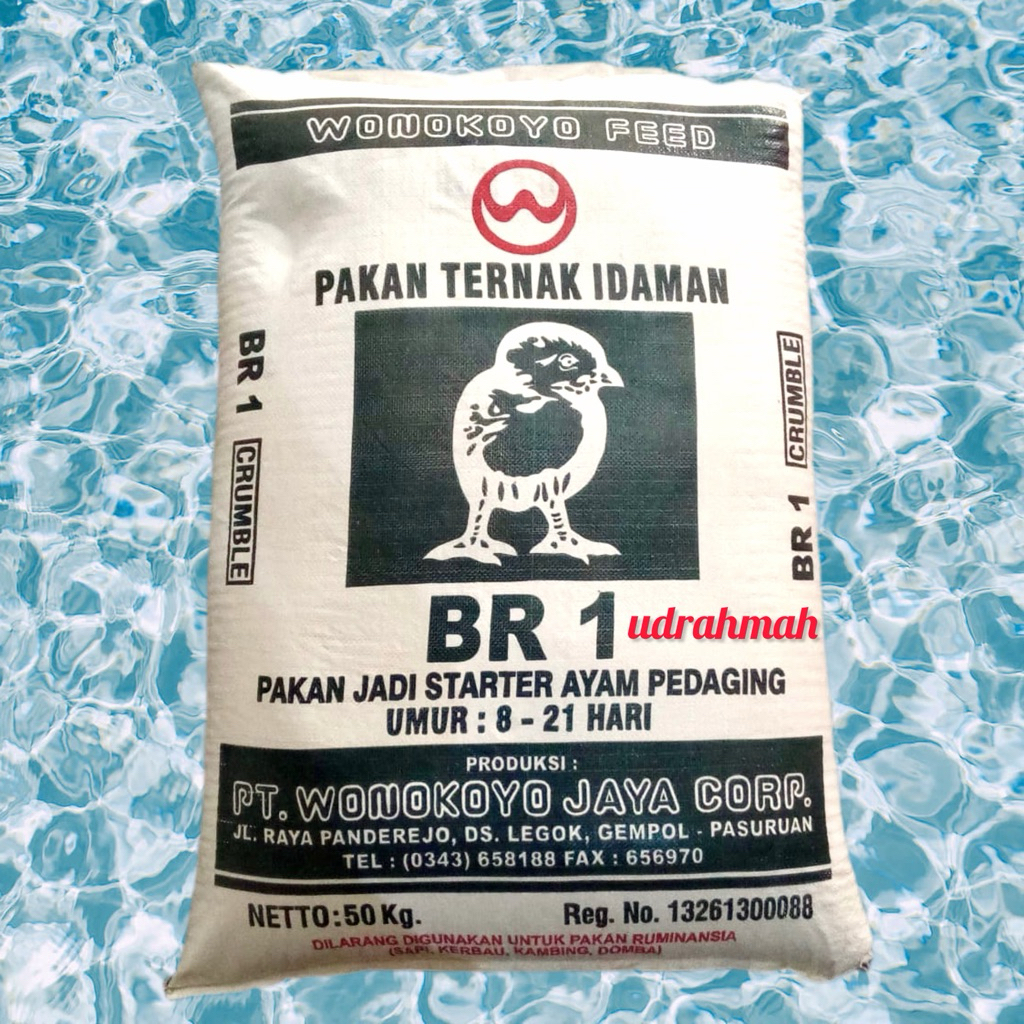 WONOKOYO FEED
PAKAN TERNAK IDAMAN
BR 1 CRUMBLE
BR 1 CRUMBLE
BR 1 udrahmah
PAKAN JADI STARTER AYAM PEDAGING
UMUR : 8 - 21 HARI
PRODUKSI :
PT. WONOKOYO JAYA CORP.
JL. RAYA PANDEREJO, DS. LEGOK, GEMPOL - PASURUAN
TEL : (0343) 658188 FAX : 656970
NETTO : 50 Kg. Reg. No. 13261300088
DILARANG DIGUNAKAN UNTUK PAKAN RUMINANSIA
(SAPI, KERBAU, KAMBING, DOMBA)